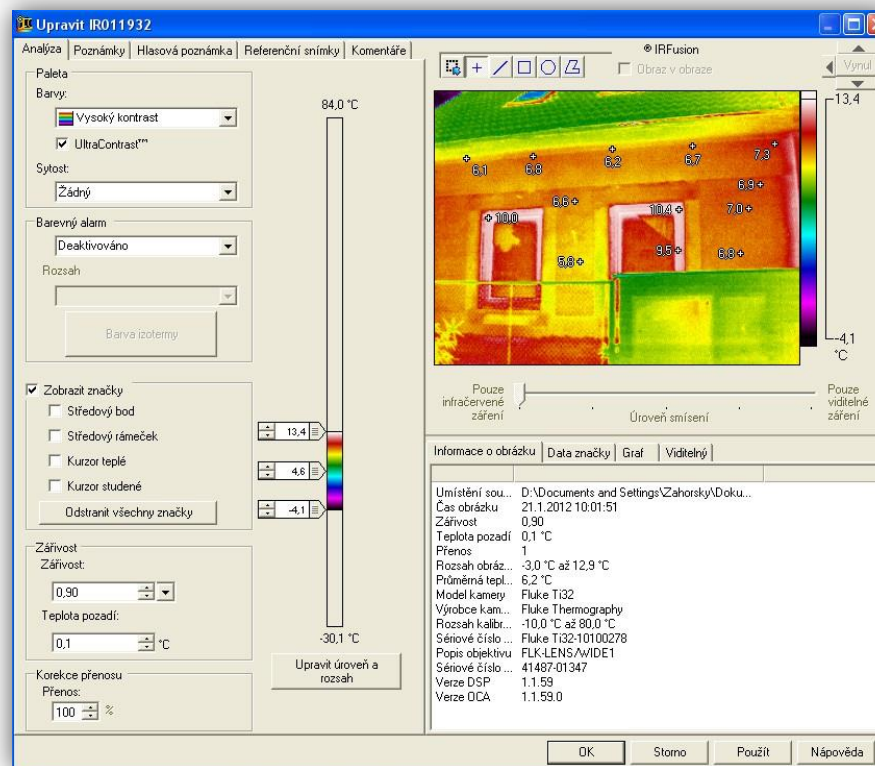 Upravit IR011932
Analýza Poznámky Hlasová poznámka Referenční snímky Komentáře
Paleta
Barvy:
Vysoký kontrast
UltraContrast™
Sytost:
Žádný
Barevný alarm
Deaktivováno
Rozsah
Barva izotermy
Zobrazit značky
Středový bod
Středový rámeček
Kurzor teplé
Kurzor studené
Odstranit všechny značky
Zářivost
Zářivost:
0,90
Teplota pozadí:
0,1 °C
Korekce přenosu
Přenos:
100 %
84,0 °C
13,4
4,6
-4,1
-30,1 °C
Upravit úroveň a
rozsah
® IRFusion
Obraz v obraze
Vynul
13,4
6,1 6,8 6,2 6,7 7,3
6,9
6,6 10,4 7,0
10,0
5,8 9,5 6,8
-4,1
°C
Pouze
infračervené
záření
Úroveň smísení
Pouze
viditelné
záření
Informace o obrázku Data značky Graf Viditelný
Umístění sou... D:\Documents and Settings\Zahorsky\Doku...
Čas obrázku 21.1.2012 10:01:51
Zářivost 0,90
Teplota pozadí 0,1 °C
Přenos 1
Rozsah obráz... -3,0 °C až 12,9 °C
Průměrná tepl... 6,2 °C
Model kamery Fluke Ti32
Výrobce kam... Fluke Thermography
Rozsah kalibr... -10,0 °C až 80,0 °C
Sériové číslo ... Fluke Ti32-10100278
Popis objektivu FLK-LENS/WIDE1
Sériové číslo ... 41487-01347
Verze DSP 1.1.59
Verze OCA 1.1.59.0
OK Storno Použít Nápověda